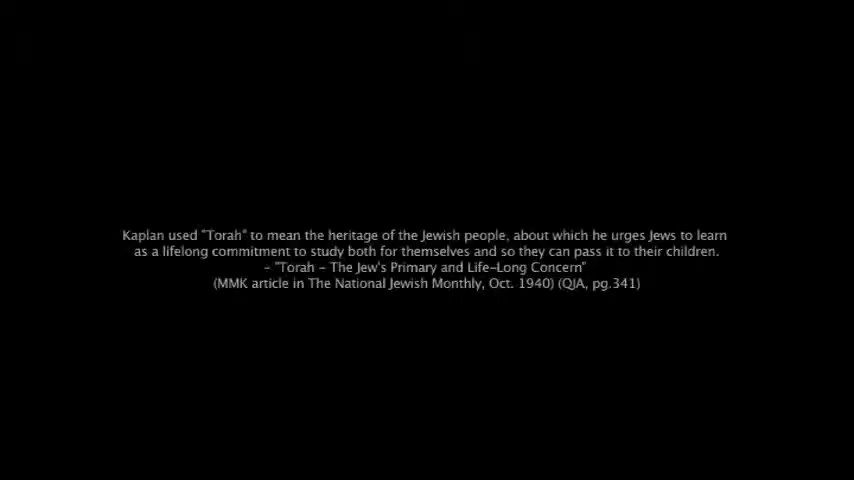 Kaplan used "Torah" to mean the heritage of the Jewish people, about which he urges Jews to learn
as a lifelong commitment to study both for themselves and so they can pass it to their children.
- "Torah - The Jew's Primary and Life-Long Concern"
(MMK article in The National Jewish Monthly, Oct. 1940) (QJA, pg.341)